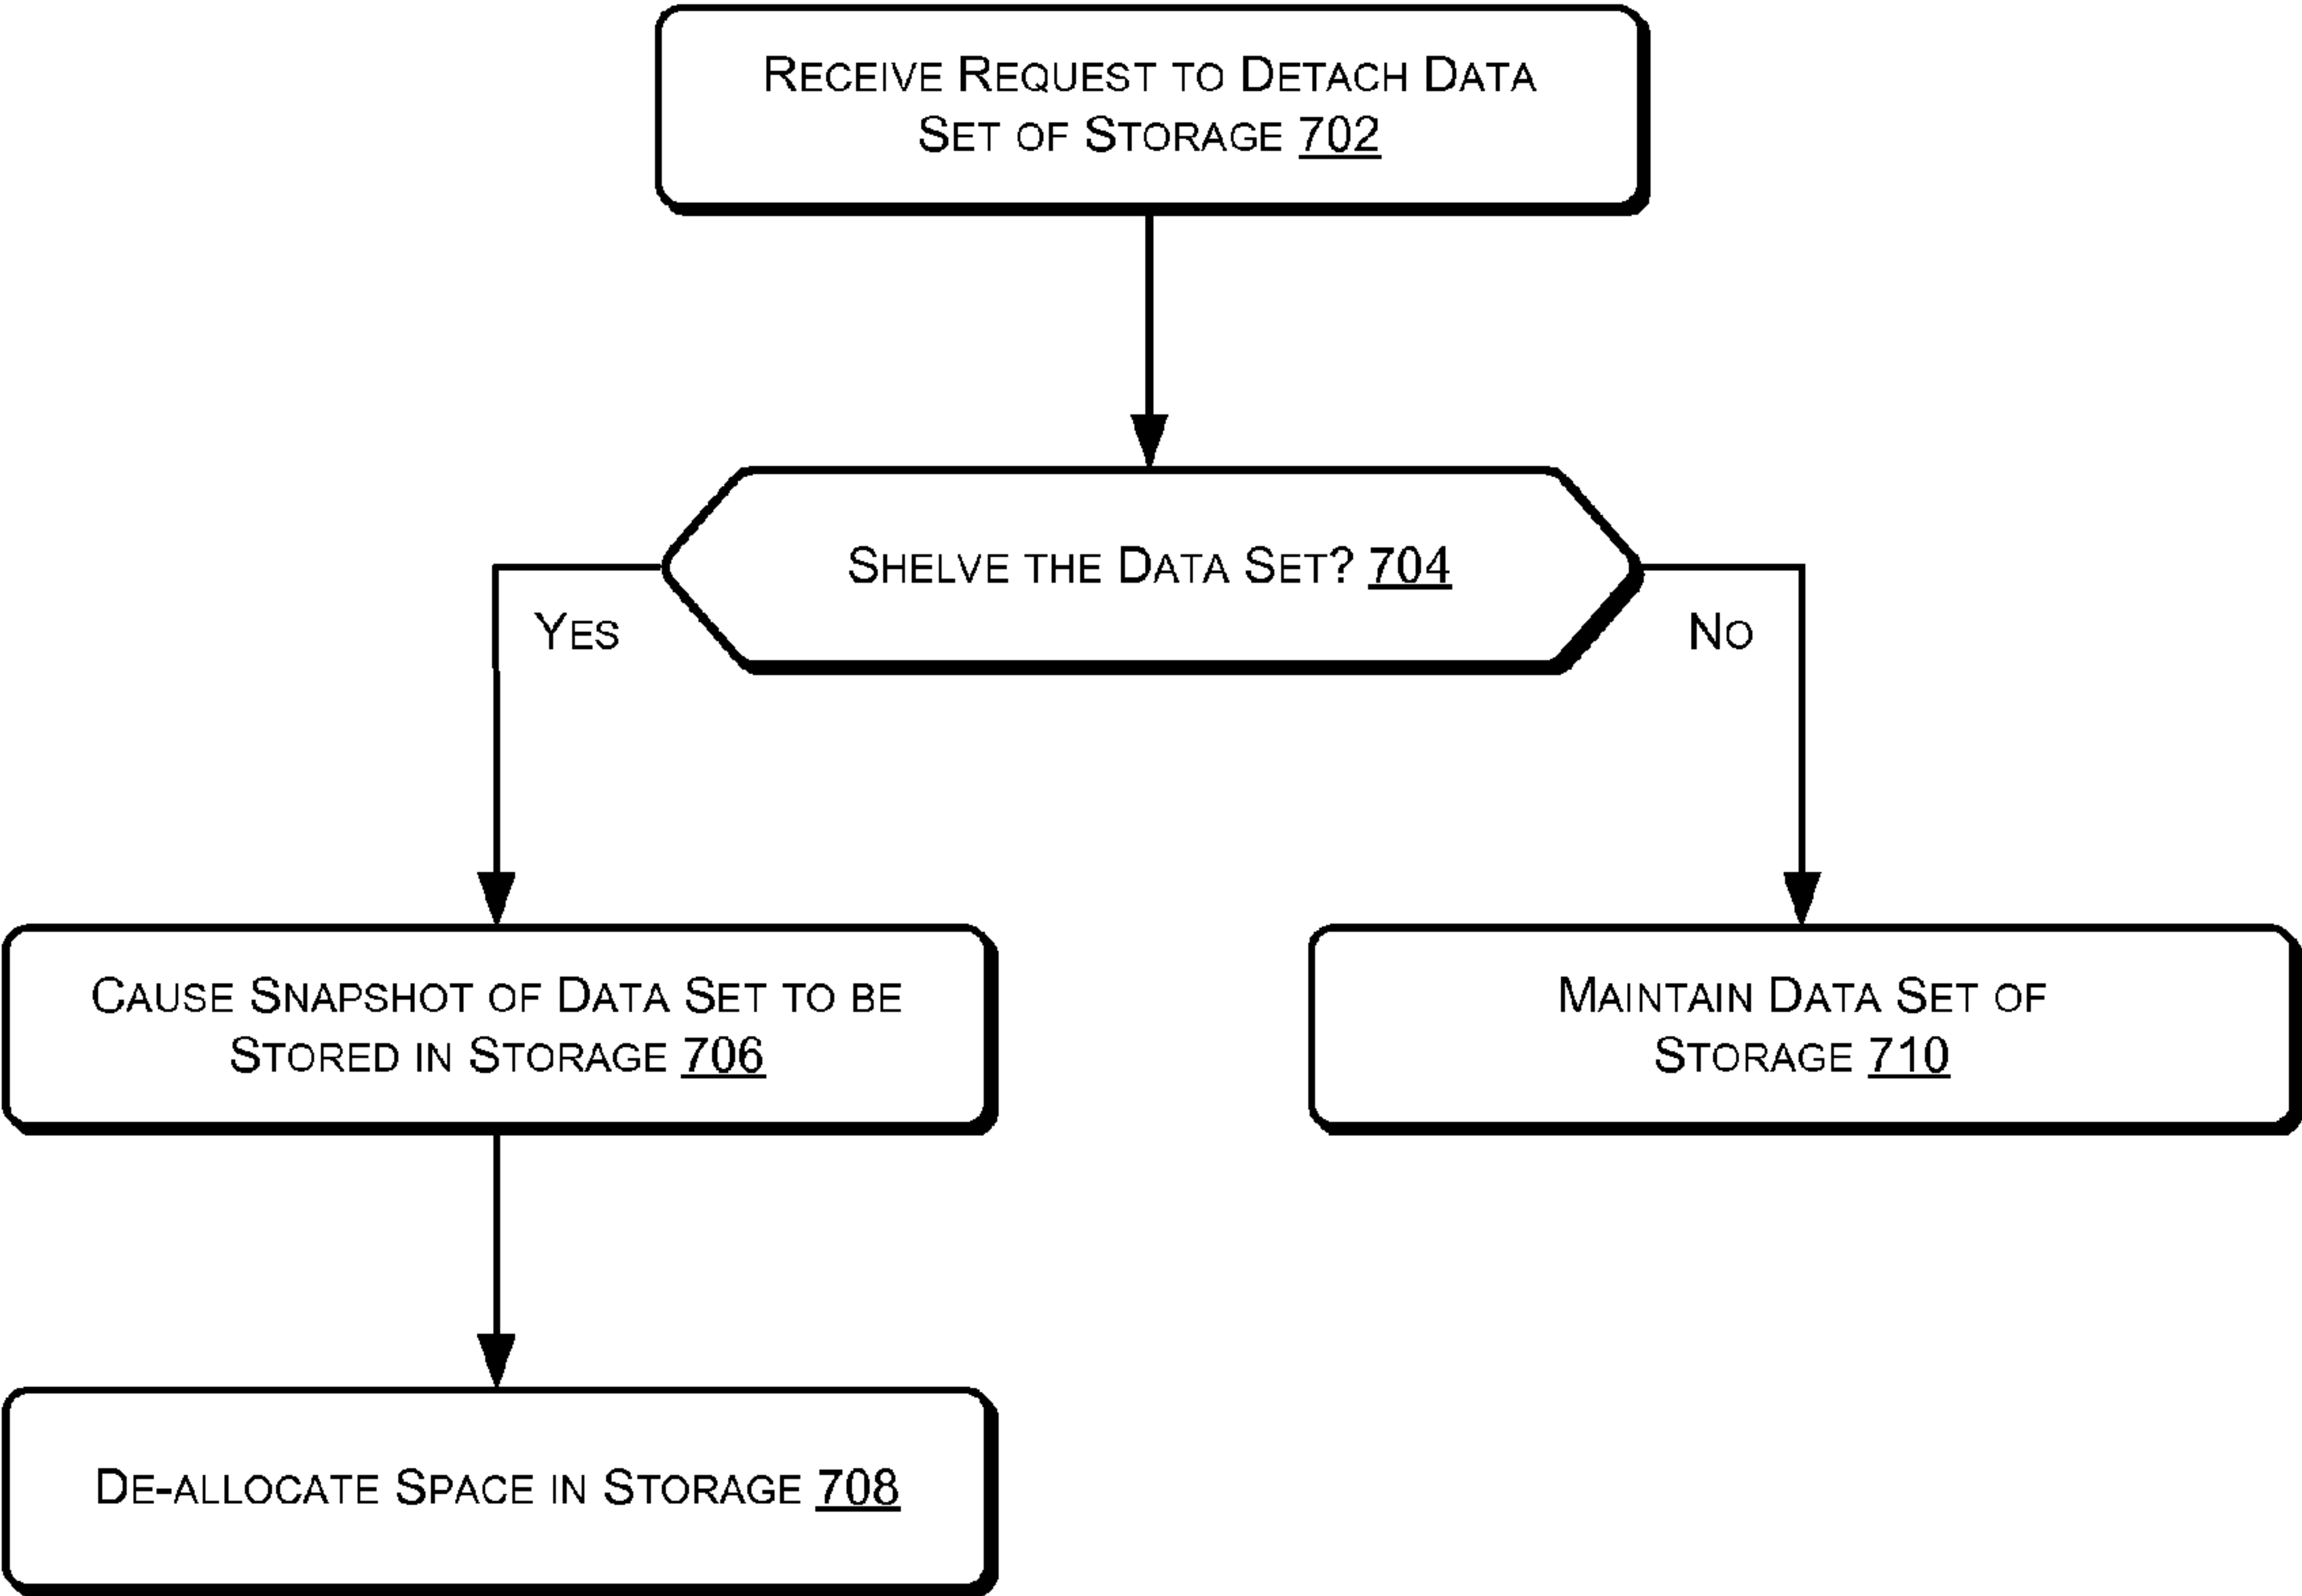 RECEIVE REQUEST TO DETACH DATA
SET OF STORAGE 702
SHELVE THE DATA SET? 704
YES
NO
CAUSE SNAPSHOT OF DATA SET TO BE
STORED IN STORAGE 706
MAINTAIN DATA SET OF
STORAGE 710
DE-ALLOCATE SPACE IN STORAGE 708